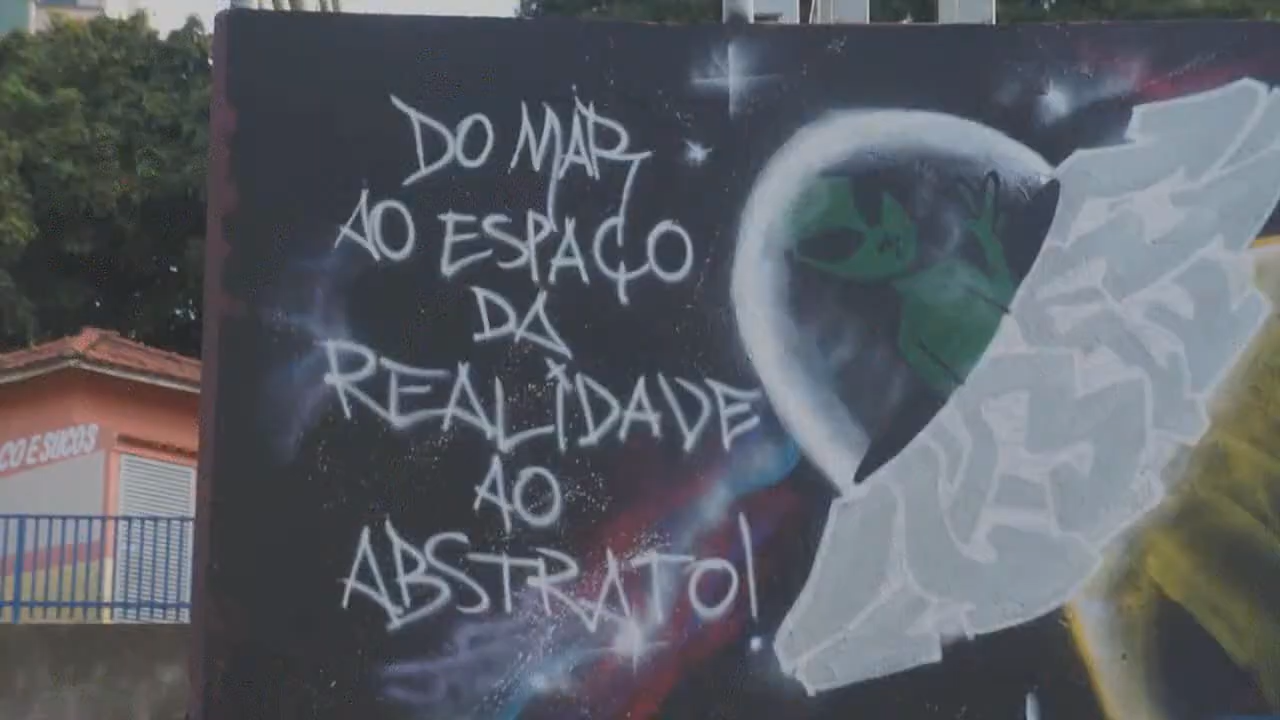 DO MAR
AO ESPAÇO
DA
REALIDADE
AO
ABSTRATO!
CO E SUCOS